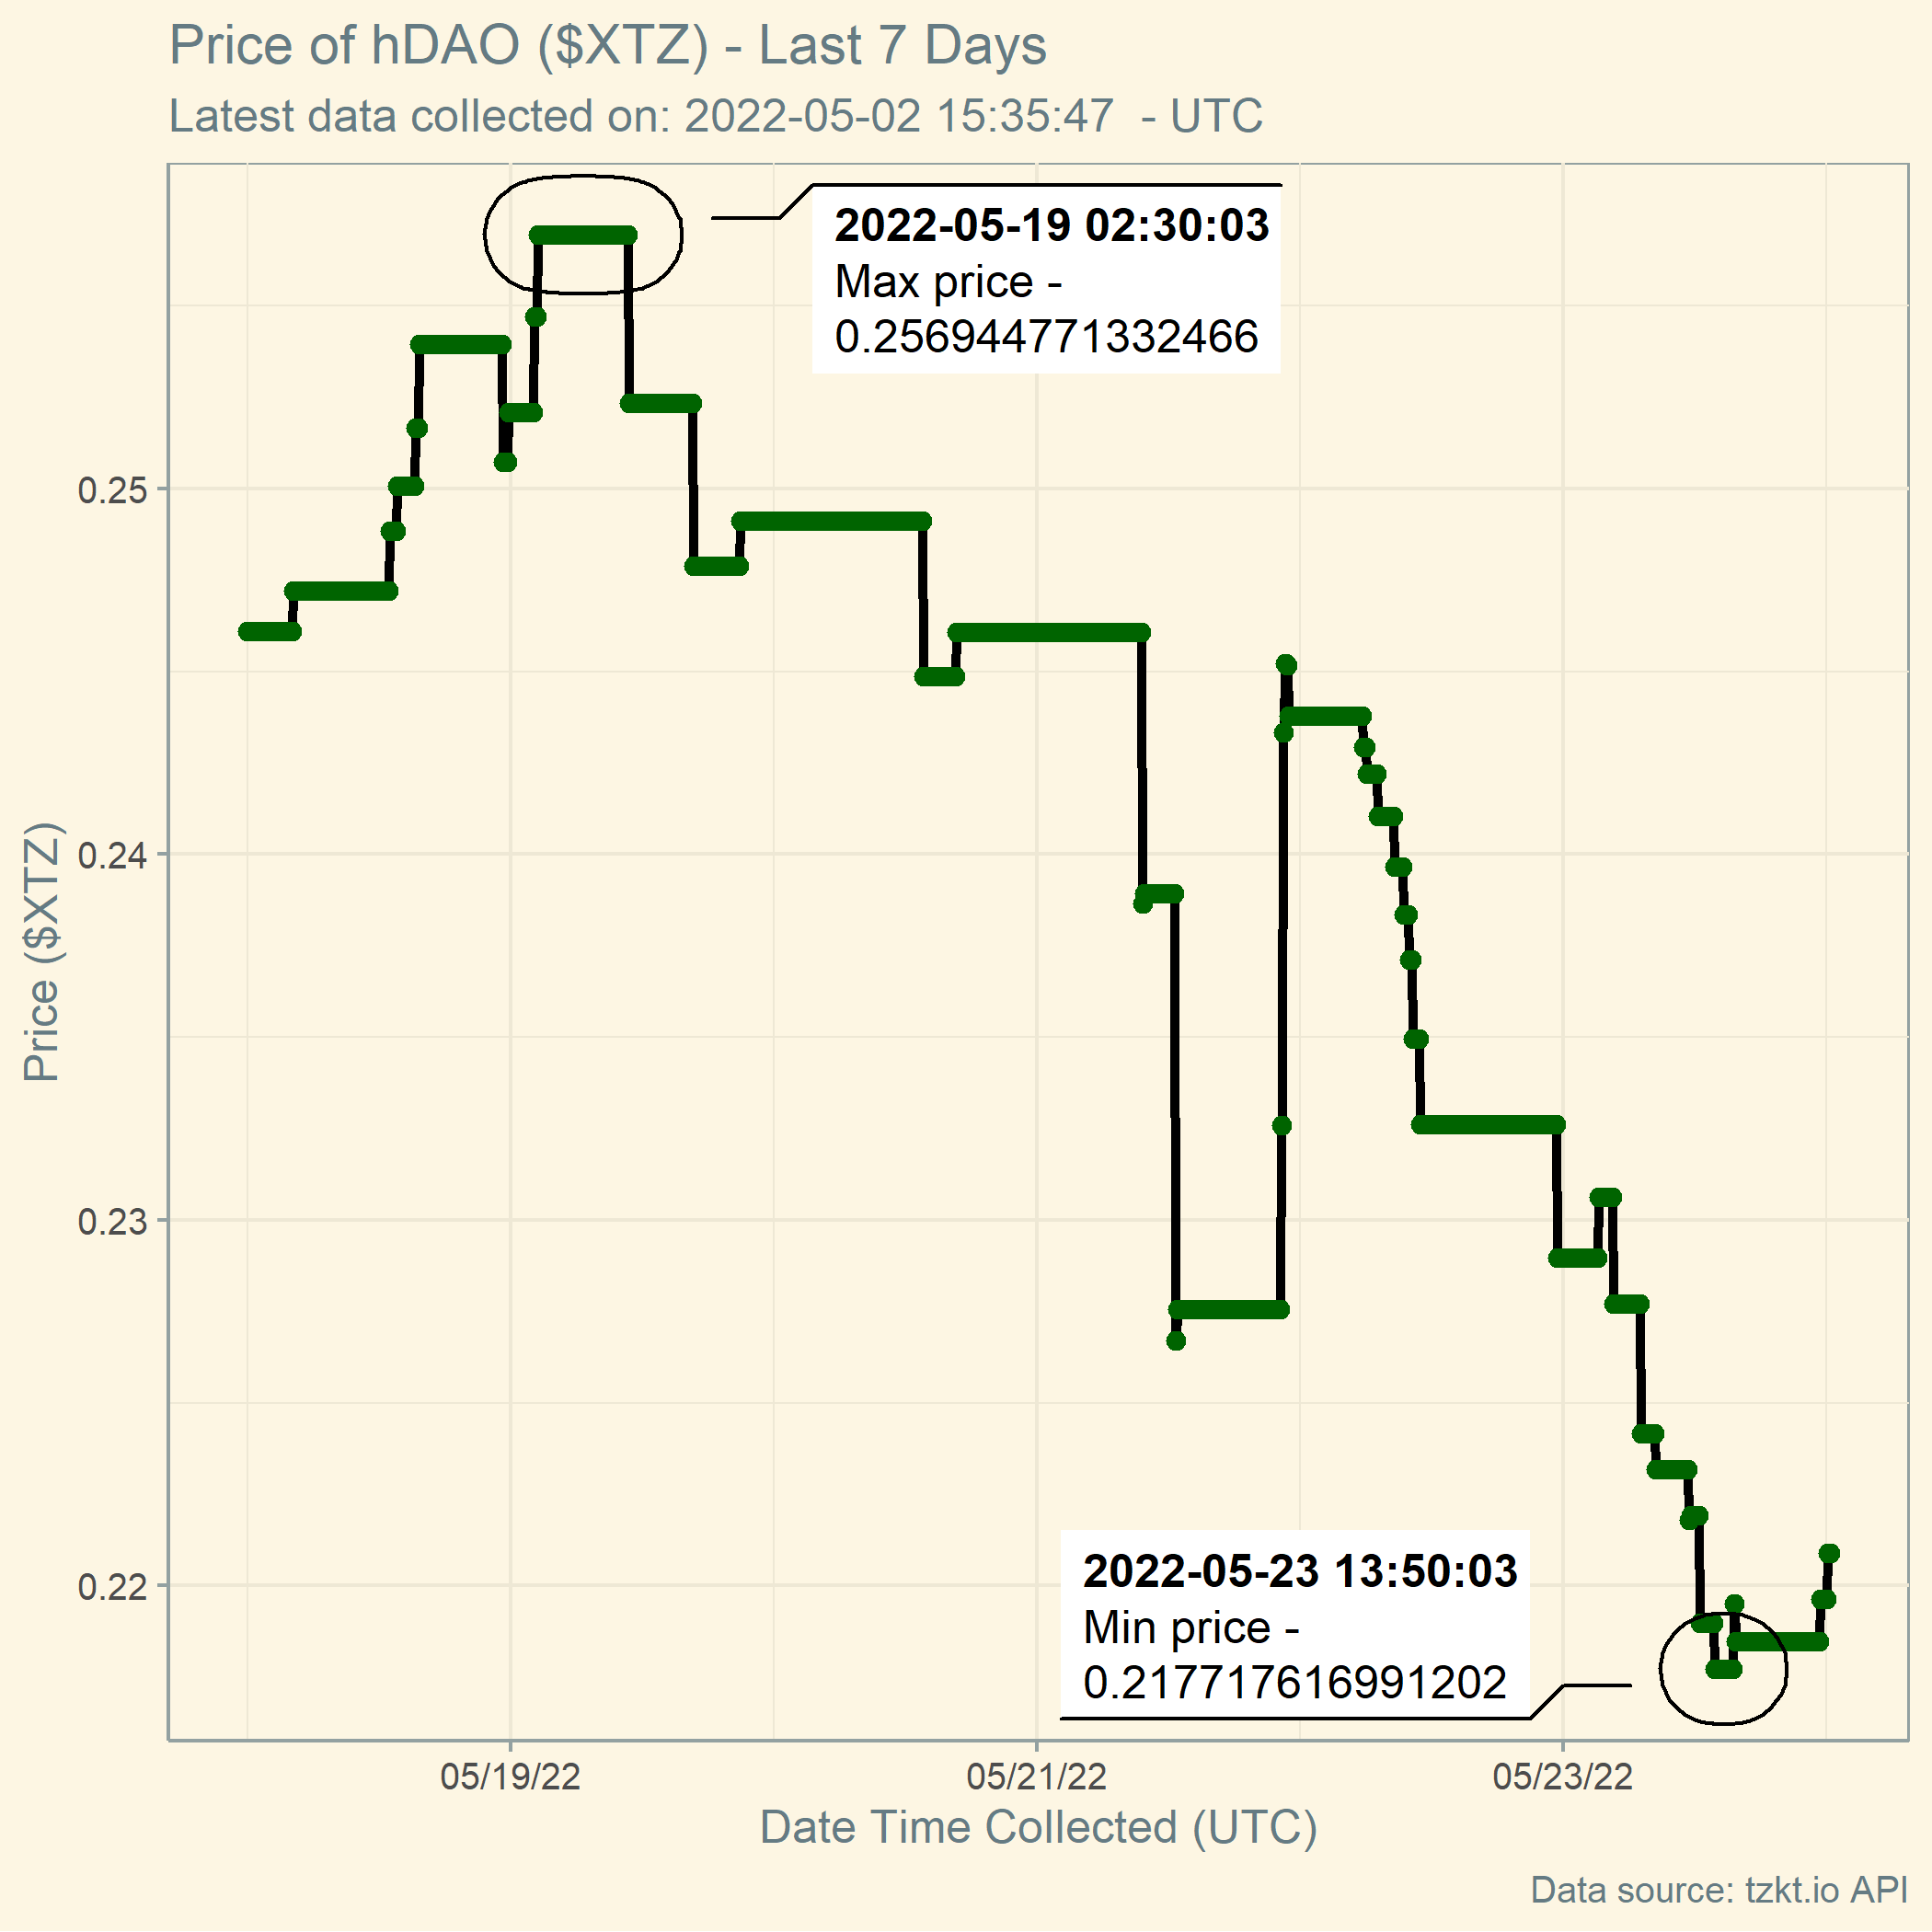 Price of hDAO ($XTZ) - Last 7 Days
Latest data collected on: 2022-05-02 15:35:47  - UTC
2022-05-19 02:30:03
Max price -
0.256944771332466
0.25
0.24
Price ($XTZ)
0.23
0.22
2022-05-23 13:50:03
Min price -
0.217717616991202
05/19/22 05/21/22 05/23/22
Date Time Collected (UTC)
Data source: tzkt.io API